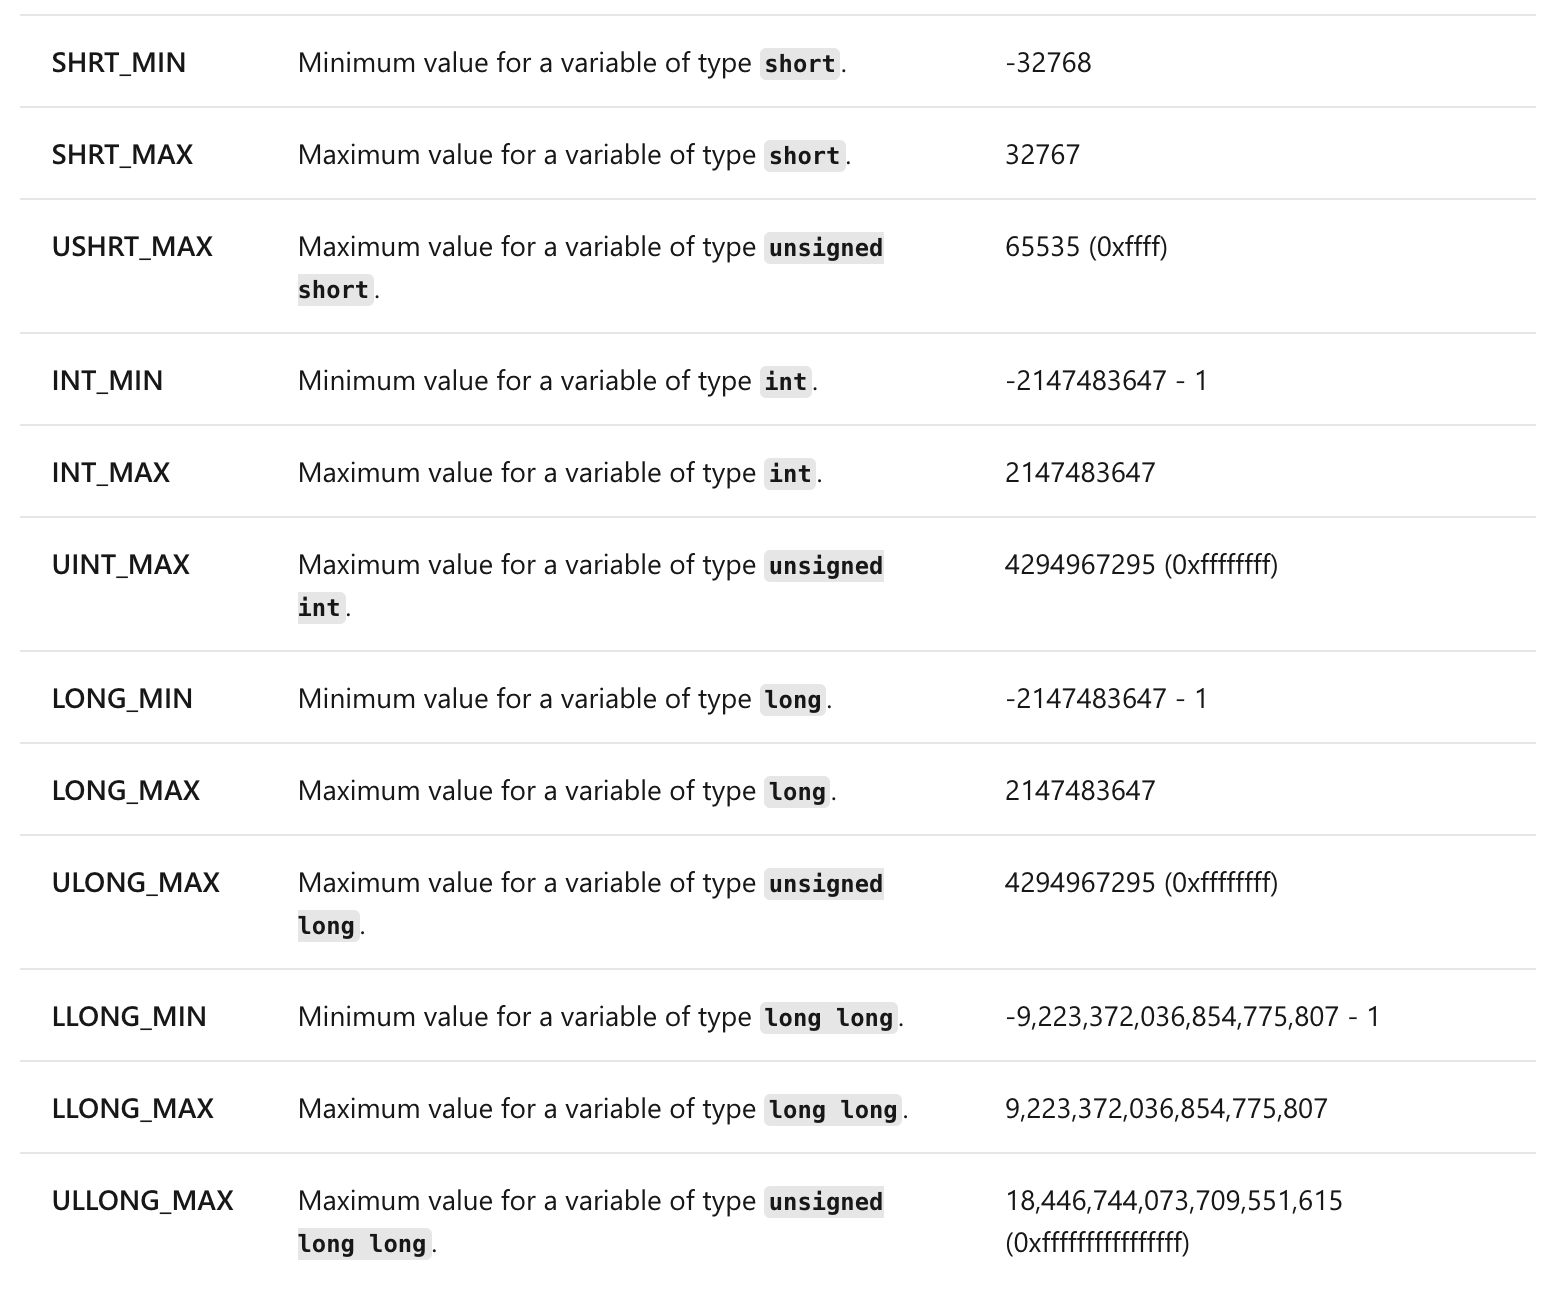 SHRT_MIN Minimum value for a variable of type short. -32768
SHRT_MAX Maximum value for a variable of type short. 32767
USHRT_MAX Maximum value for a variable of type unsigned 65535 (0xffff)
short.
INT_MIN Minimum value for a variable of type int. -2147483647 - 1
INT_MAX Maximum value for a variable of type int. 2147483647
UINT_MAX Maximum value for a variable of type unsigned 4294967295 (0xffffffff)
int.
LONG_MIN Minimum value for a variable of type long. -2147483647 - 1
LONG_MAX Maximum value for a variable of type long. 2147483647
ULONG_MAX Maximum value for a variable of type unsigned 4294967295 (0xffffffff)
long.
LLONG_MIN Minimum value for a variable of type long long. -9,223,372,036,854,775,807 - 1
LLONG_MAX Maximum value for a variable of type long long. 9,223,372,036,854,775,807
ULLONG_MAX Maximum value for a variable of type unsigned 18,446,744,073,709,551,615
long long. (0xffffffffffffffff)